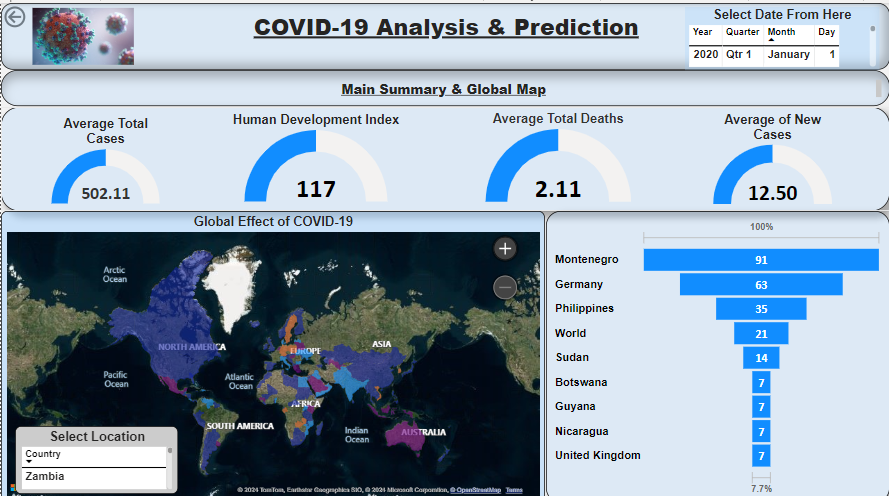 COVID-19 Analysis & Prediction
Select Date From Here
Year Quarter Month Day
2020 Qtr 1 January 1
Main Summary & Global Map
Average Total
Cases
502.11
Human Development Index
117
Average Total Deaths
2.11
Average of New
Cases
12.50
Global Effect of COVID-19
Arctic
Ocean
NORTH AMERICA
EUROPE
ASIA
Pacific
Ocean
Atlantic
Ocean
AFRICA
SOUTH AMERICA
Indian
Ocean
AUSTRALIA
Select Location
Country
Zambia
© 2024 TomTom, Earthstar Geographics SIO, © 2024 Microsoft Corporation, © OpenStreetMap Terms
100%
Montenegro 91
Germany 63
Philippines 35
World 21
Sudan 14
Botswana 7
Guyana 7
Nicaragua 7
United Kingdom 7
7.7%